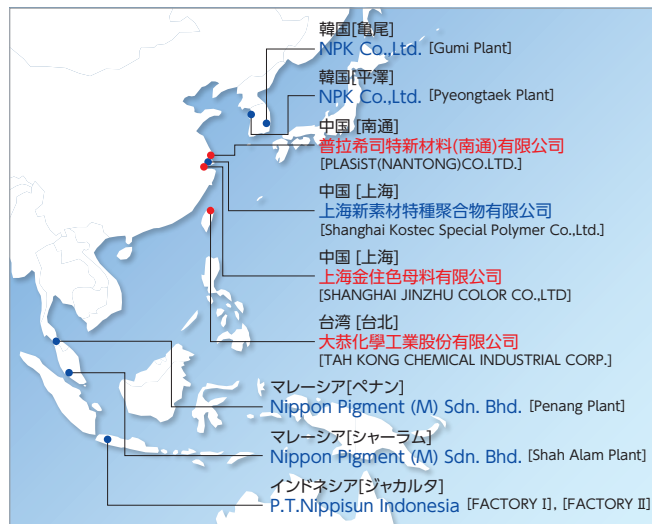 韓国[亀尾]
NPK Co.,Ltd. [Gumi Plant]
韓国[平澤]
NPK Co.,Ltd. [Pyeongtaek Plant]
中国 [南通]
普拉希司特新材料(南通)有限公司
[PLASiST(NANTONG)CO.LTD.]
中国 [上海]
上海新素材特種聚合物有限公司
[Shanghai Kostec Special Polymer Co.,Ltd.]
中国 [上海]
上海金住色母料有限公司
[SHANGHAI JINZHU COLOR CO.,LTD]
台湾 [台北]
大恭化學工業股份有限公司
[TAH KONG CHEMICAL INDUSTRIAL CORP.]
マレーシア[ペナン]
Nippon Pigment (M) Sdn. Bhd. [Penang Plant]
マレーシア[シャーラム]
Nippon Pigment (M) Sdn. Bhd. [Shah Alam Plant]
インドネシア[ジャカルタ]
P.T.Nippisun Indonesia [FACTORY Ⅰ], [FACTORY Ⅱ]